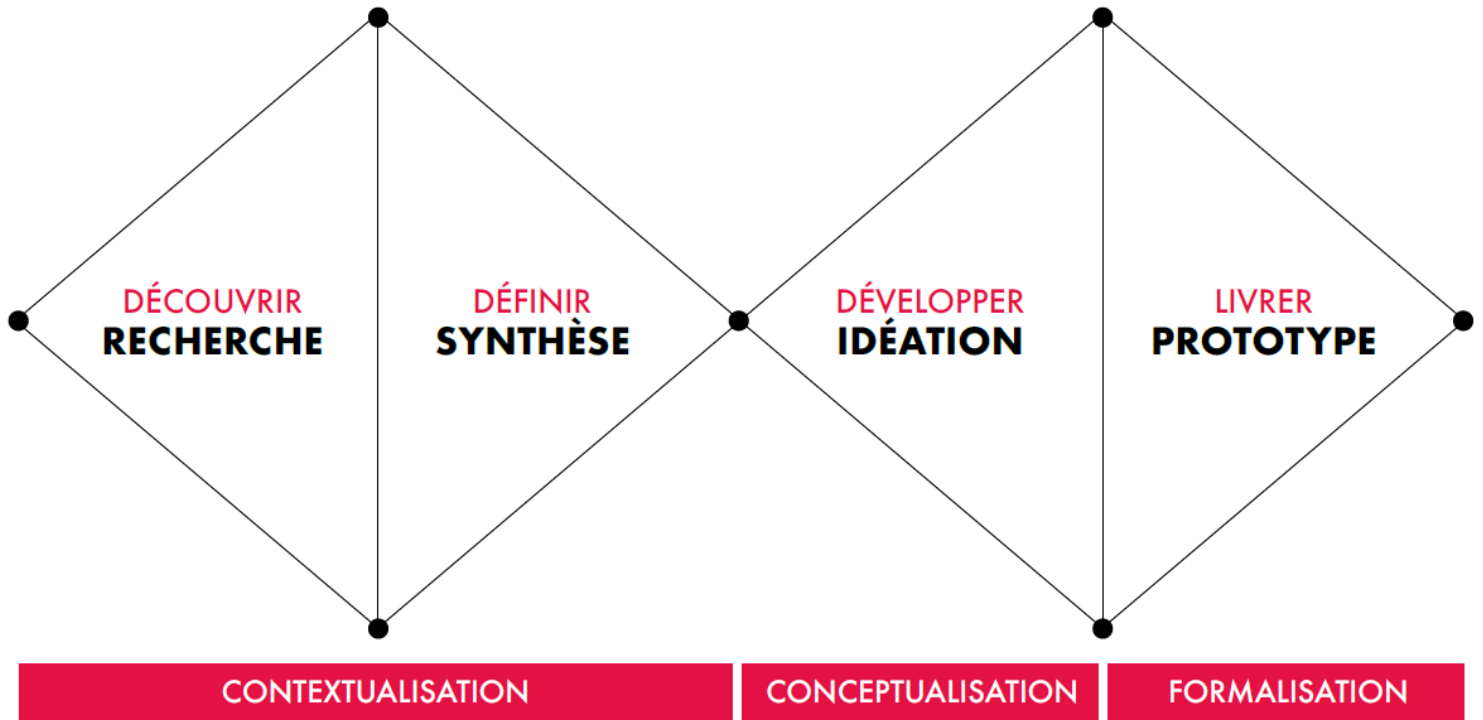 DÉCOUVRIR
RECHERCHE
DÉFINIR
SYNTHÈSE
DÉVELOPPER
IDÉATION
LIVRER
PROTOTYPE
CONTEXTUALISATION
CONCEPTUALISATION
FORMALISATION